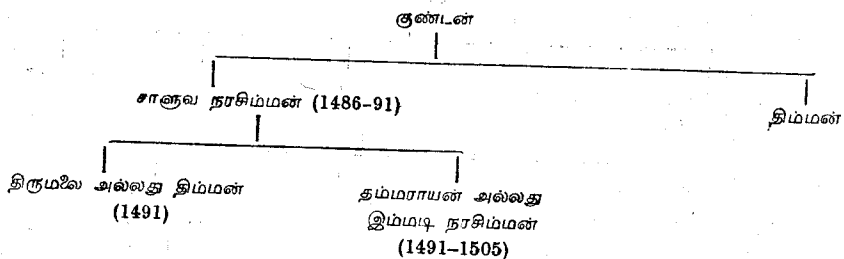 குண்டன்
சாளுவ நரசிம்மன் (1486-91)
திம்மன்
திருமலை அல்லது திம்மன்
(1491)
தம்மராயன் அல்லது
இம்மடி நரசிம்மன்
(1491–1505)